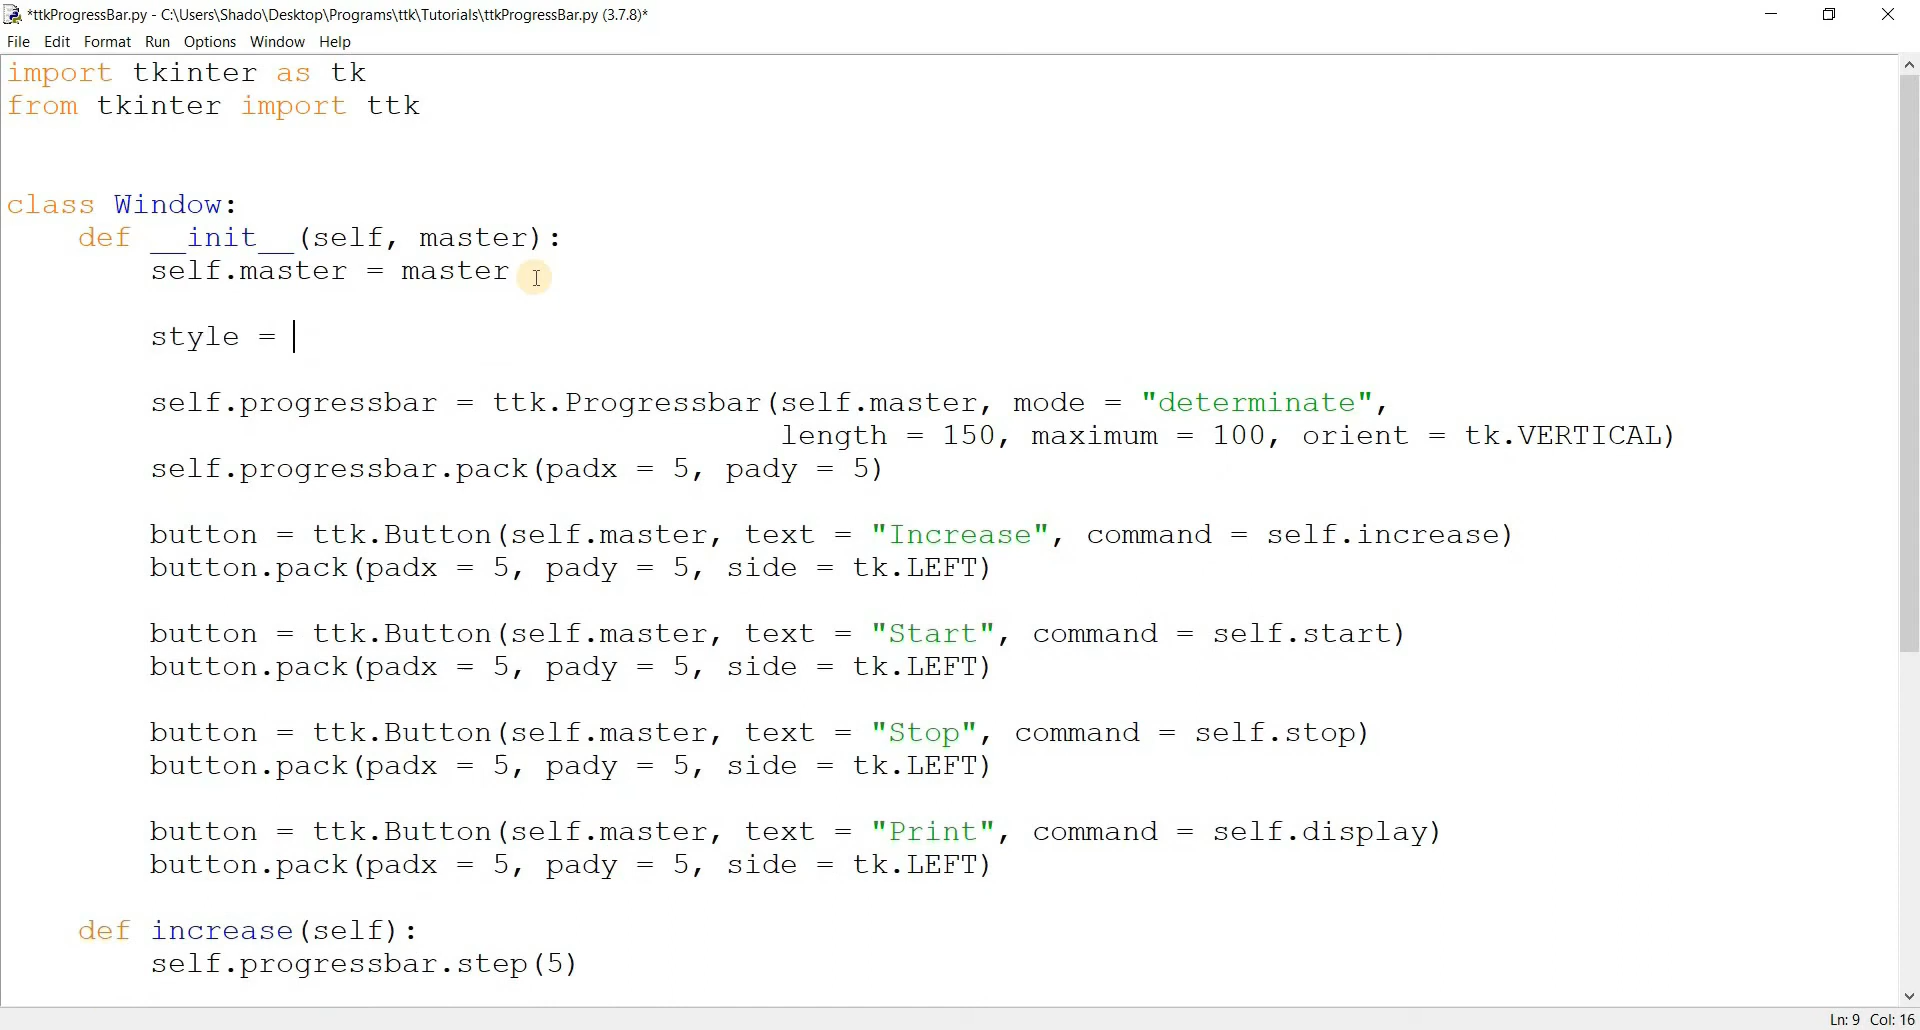 *ttkProgressBar.py - C:\Users\Shado\Desktop\Programs\ttk\Tutorials\ttkProgressBar.py (3.7.8)*
File Edit Format Run Options Window Help
import tkinter as tk
from tkinter import ttk
class Window:
    def __init__(self, master):
        self.master = master
        style =
        self.progressbar = ttk.Progressbar(self.master, mode = "determinate",
                                           length = 150, maximum = 100, orient = tk.VERTICAL)
        self.progressbar.pack(padx = 5, pady = 5)
        button = ttk.Button(self.master, text = "Increase", command = self.increase)
        button.pack(padx = 5, pady = 5, side = tk.LEFT)
        button = ttk.Button(self.master, text = "Start", command = self.start)
        button.pack(padx = 5, pady = 5, side = tk.LEFT)
        button = ttk.Button(self.master, text = "Stop", command = self.stop)
        button.pack(padx = 5, pady = 5, side = tk.LEFT)
        button = ttk.Button(self.master, text = "Print", command = self.display)
        button.pack(padx = 5, pady = 5, side = tk.LEFT)
    def increase(self):
        self.progressbar.step(5)
Ln: 9 Col: 16